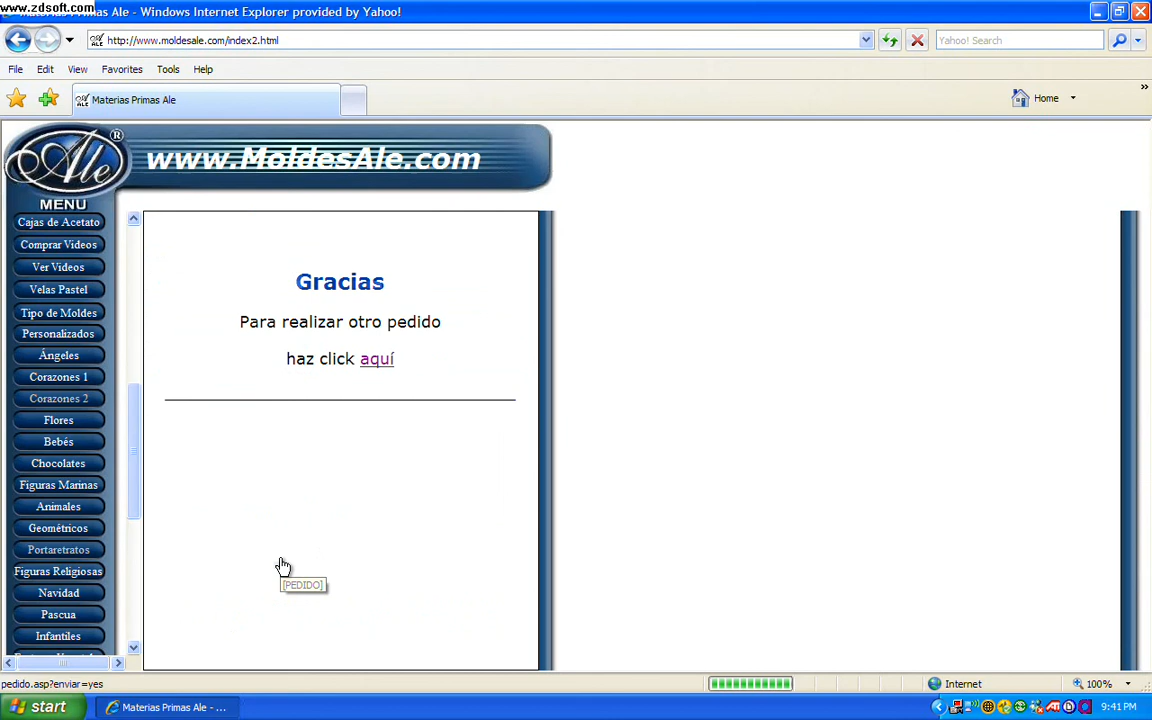 www.zdsoft.com
Materias Primas Ale - Windows Internet Explorer provided by Yahoo!
http://www.moldesale.com/index2.html
Yahoo! Search
File Edit View Favorites Tools Help
Materias Primas Ale
Home
Ale ®
www.MoldesAle.com
MENU
Cajas de Acetato
Comprar Videos
Ver Videos
Velas Pastel
Tipo de Moldes
Personalizados
Ángeles
Corazones 1
Corazones 2
Flores
Bebés
Chocolates
Figuras Marinas
Animales
Geométricos
Portaretratos
Figuras Religiosas
Navidad
Pascua
Infantiles
Gracias
Para realizar otro pedido
haz click aquí
[PEDIDO]
pedido.asp?enviar=yes
Internet
100%
start
Materias Primas Ale - ...
9:41 PM